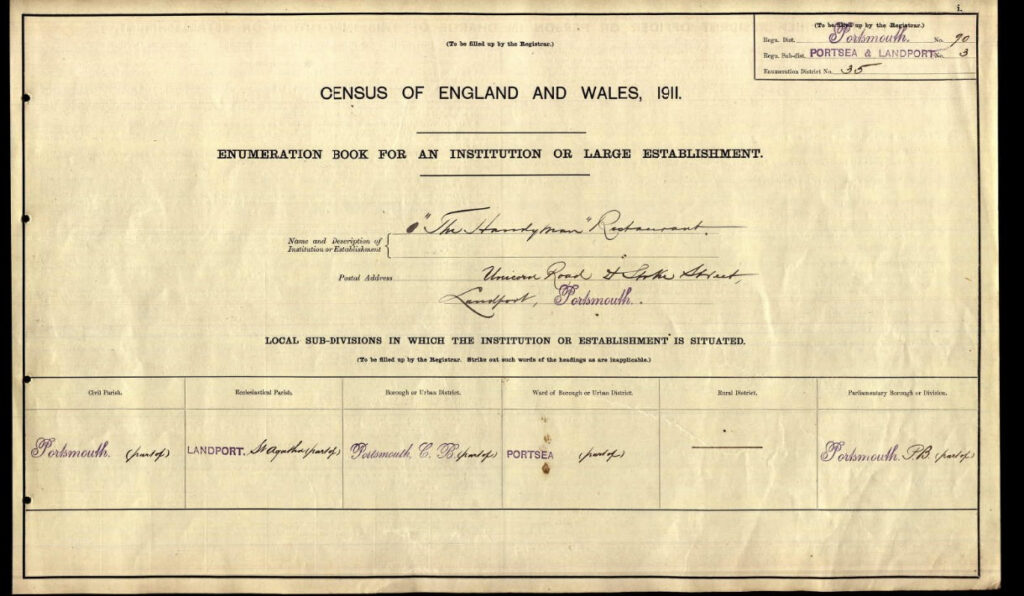 i.
(To be filled up by the Registrar.)
(To be filled up by the Registrar.)
Regn. Dist. Portsmouth. No. 90
Regn. Sub-dist. PORTSEA & LANDPORT No. 3
Enumeration District No. 35
CENSUS OF ENGLAND AND WALES, 1911.
ENUMERATION BOOK FOR AN INSTITUTION OR LARGE ESTABLISHMENT.
Name and Description of Institution or Establishment { "The Handyman" Restaurant.
Postal Address Unicorn Road & Stoke Street,
Landport, Portsmouth.
LOCAL SUB-DIVISIONS IN WHICH THE INSTITUTION OR ESTABLISHMENT IS SITUATED.
(To be filled up by the Registrar. Strike out such words of the headings as are inapplicable.)
Civil Parish. Ecclesiastical Parish. Borough or Urban District. Ward of Borough or Urban District. Rural District. Parliamentary Borough or Division.
Portsmouth. (part of) LANDPORT. St Agatha (part of) Portsmouth, C. B. (part of) PORTSEA (part of) Portsmouth. P.B. (part of)